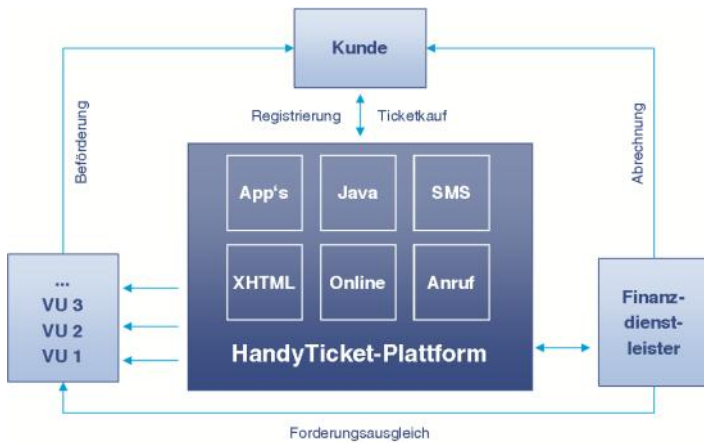 Kunde
Registrierung
Ticketkauf
Beförderung
Abrechnung
App's
Java
SMS
XHTML
Online
Anruf
HandyTicket-Plattform
...
VU 3
VU 2
VU 1
Finanz-
dienst-
leister
Forderungsausgleich